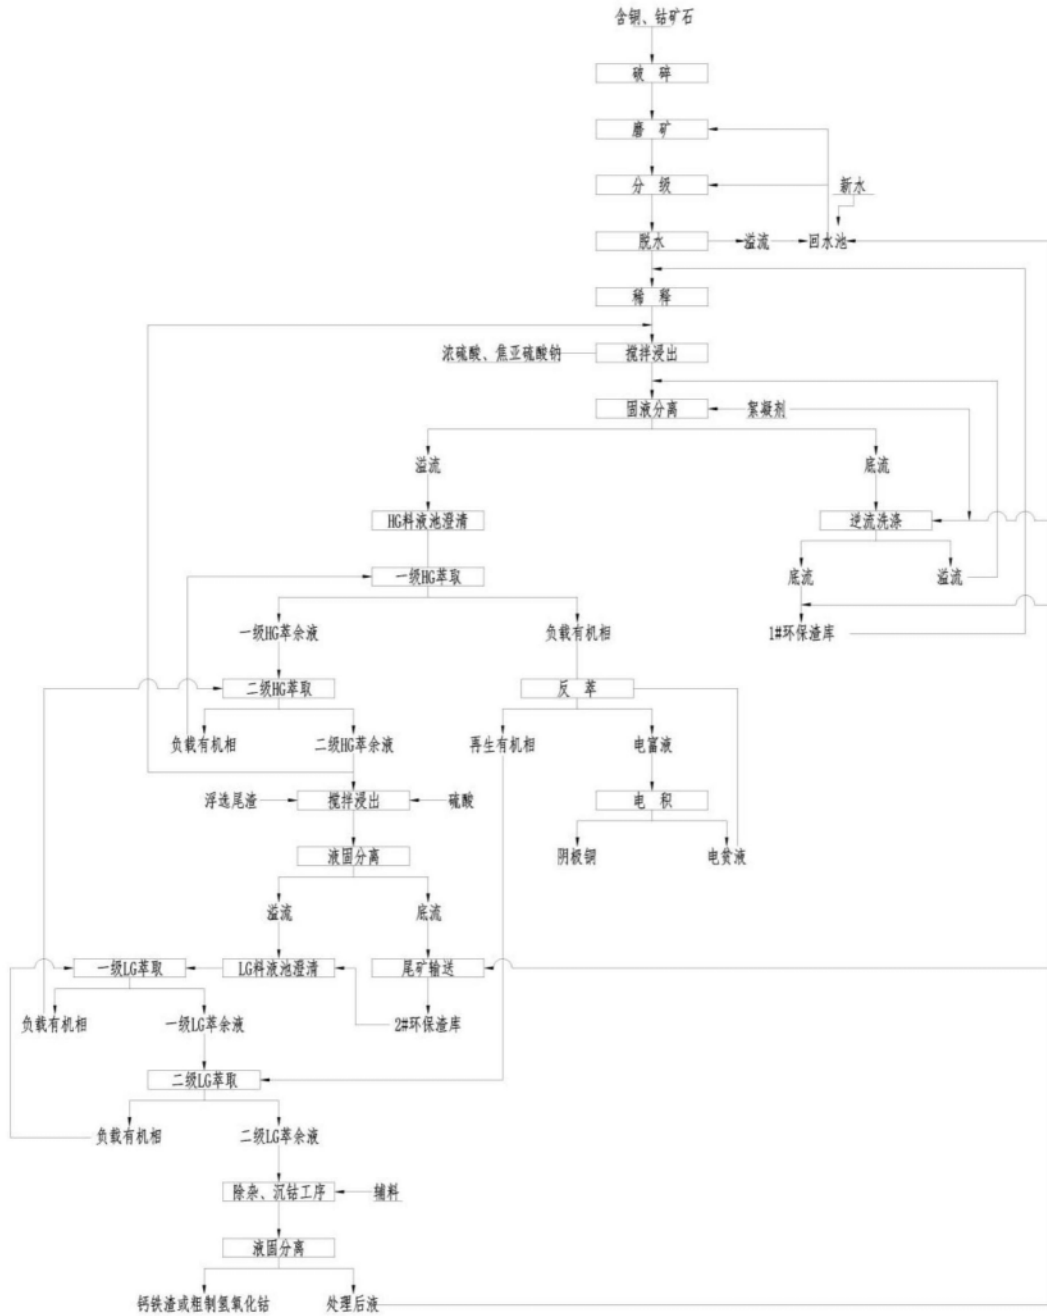 含铜、钴矿石
破碎
磨矿
分级
新水
脱水
溢流
回水池
稀释
浓硫酸、焦亚硫酸钠
搅拌浸出
固液分离
絮凝剂
溢流
底流
HG料液池澄清
逆流洗涤
一级HG萃取
底流
溢流
一级HG萃余液
负载有机相
1#环保渣库
二级HG萃取
反萃
负载有机相
二级HG萃余液
再生有机相
电富液
浮选尾渣
搅拌浸出
硫酸
电积
液固分离
阴极铜
电贫液
溢流
底流
一级LG萃取
LG料液池澄清
尾矿输送
负载有机相
一级LG萃余液
2#环保渣库
二级LG萃取
负载有机相
二级LG萃余液
除杂、沉钴工序
辅料
液固分离
钙铁渣或粗制氢氧化钴
处理后液